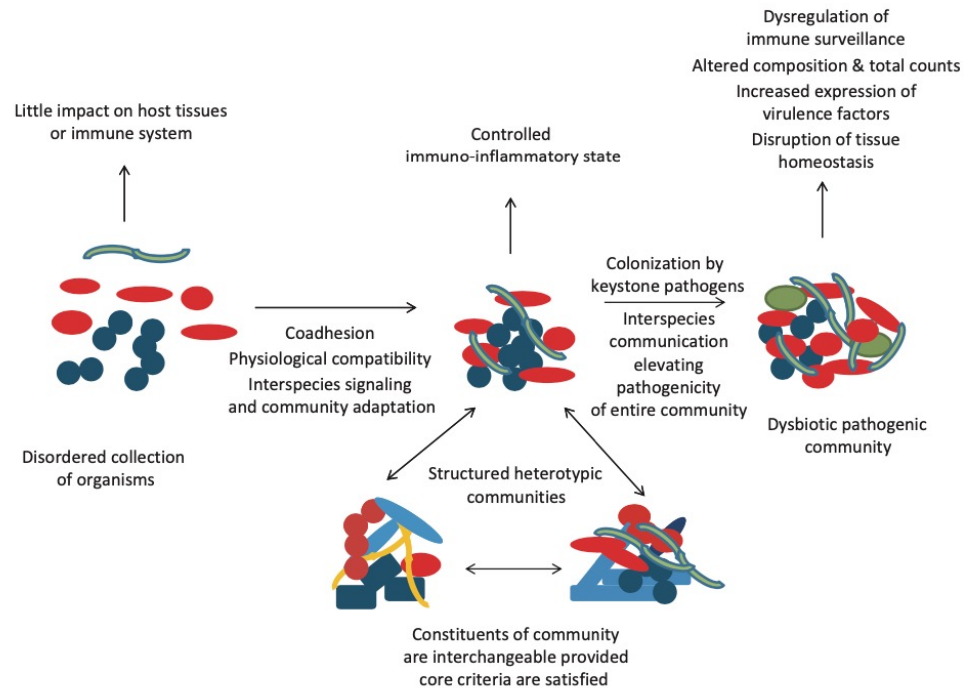 Dysregulation of
immune surveillance
Altered composition & total counts
Increased expression of
virulence factors
Disruption of tissue
homeostasis
Little impact on host tissues
or immune system
Controlled
immuno-inflammatory state
Coadhesion
Physiological compatibility
Interspecies signaling
and community adaptation
Colonization by
keystone pathogens
Interspecies
communication
elevating
pathogenicity
of entire community
Disordered collection
of organisms
Dysbiotic pathogenic
community
Structured heterotypic
communities
Constituents of community
are interchangeable provided
core criteria are satisfied